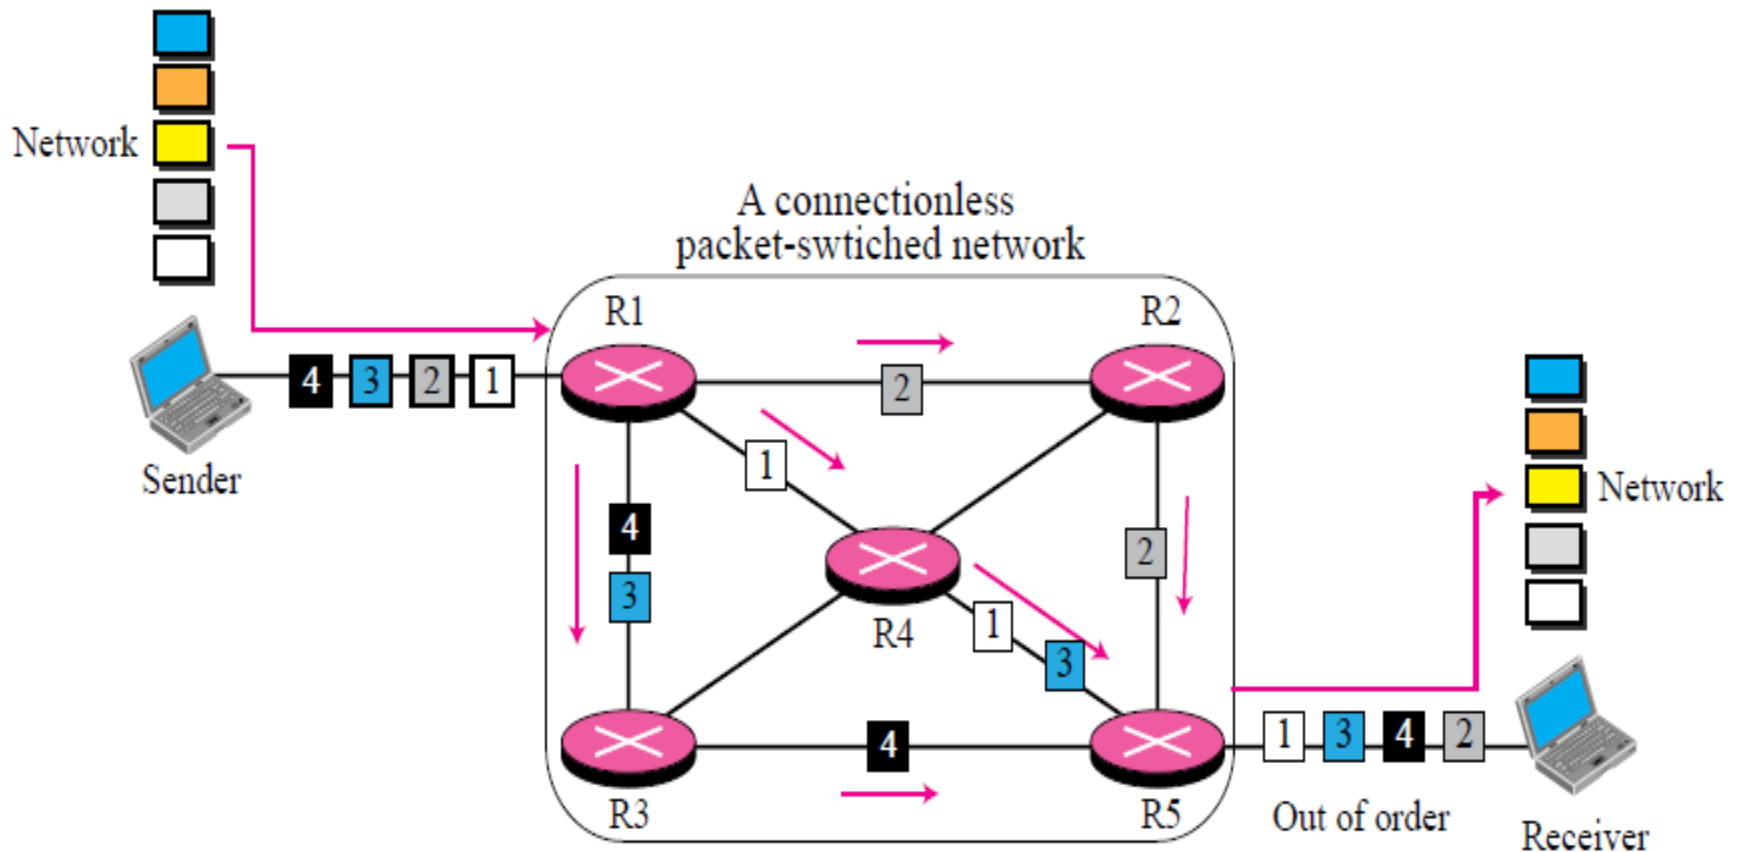 Network
A connectionless
packet-swtiched network
R1
R2
4 3 2 1
2
Sender
1
4
2
3
R4
1
3
Network
4
1 3 4 2
R3
R5
Out of order
Receiver